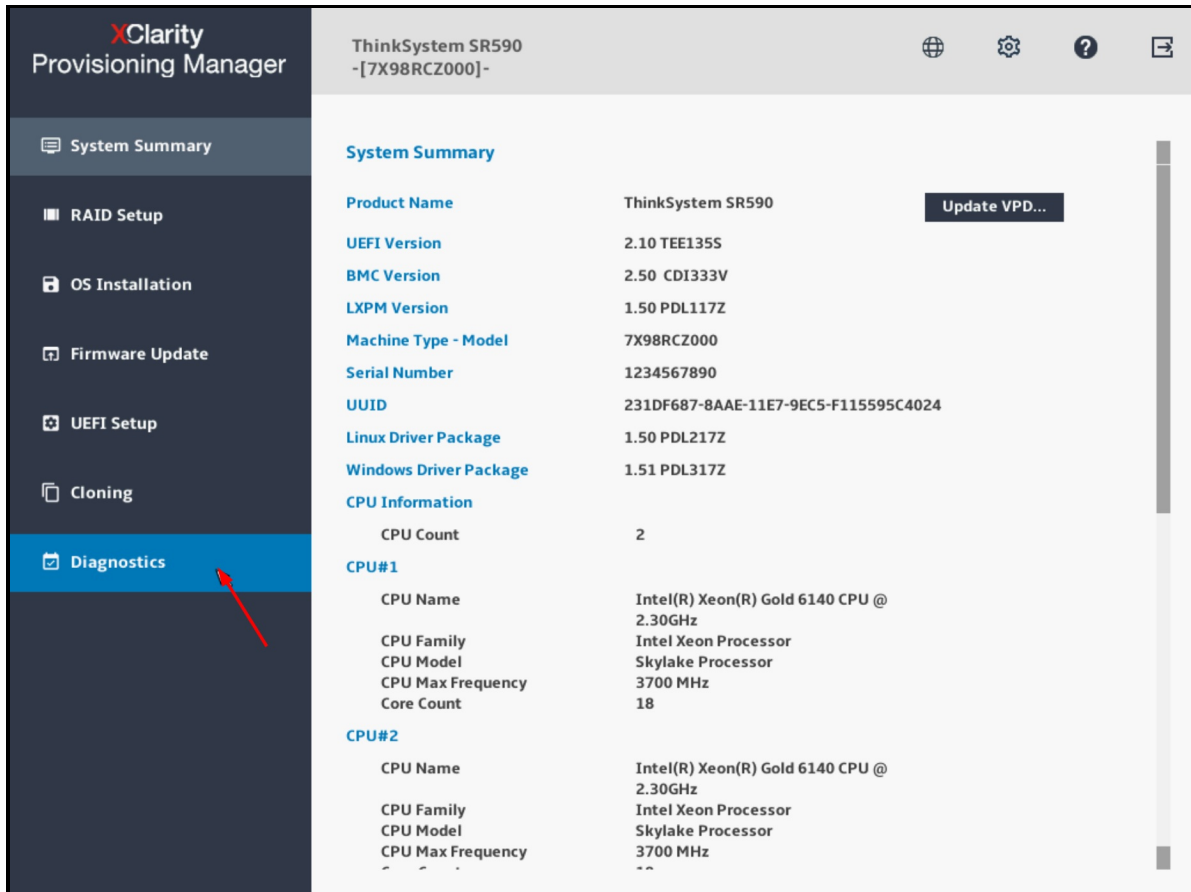 XClarity
Provisioning Manager
ThinkSystem SR590
-[7X98RCZ000]-
System Summary
RAID Setup
OS Installation
Firmware Update
UEFI Setup
Cloning
Diagnostics
System Summary
Product Name ThinkSystem SR590 Update VPD...
UEFI Version 2.10 TEE135S
BMC Version 2.50 CDI333V
LXPM Version 1.50 PDL117Z
Machine Type - Model 7X98RCZ000
Serial Number 1234567890
UUID 231DF687-8AAE-11E7-9EC5-F115595C4024
Linux Driver Package 1.50 PDL217Z
Windows Driver Package 1.51 PDL317Z
CPU Information
CPU Count 2
CPU#1
CPU Name Intel(R) Xeon(R) Gold 6140 CPU @
2.30GHz
CPU Family Intel Xeon Processor
CPU Model Skylake Processor
CPU Max Frequency 3700 MHz
Core Count 18
CPU#2
CPU Name Intel(R) Xeon(R) Gold 6140 CPU @
2.30GHz
CPU Family Intel Xeon Processor
CPU Model Skylake Processor
CPU Max Frequency 3700 MHz